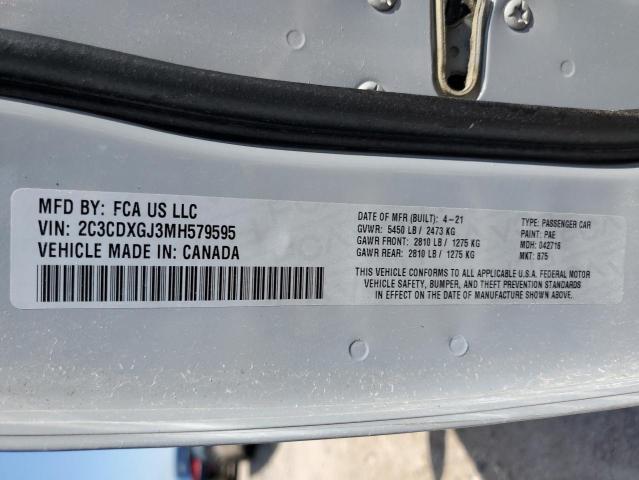 MFD BY: FCA US LLC
VIN: 2C3CDXGJ3MH579595
VEHICLE MADE IN: CANADA
DATE OF MFR (BUILT): 4-21
GVWR: 5450 LB / 2473 KG
GAWR FRONT: 2810 LB / 1275 KG
GAWR REAR: 2810 LB / 1275 KG
TYPE: PASSENGER CAR
PAINT: PAE
MDH: 042716
MKT: 875
THIS VEHICLE CONFORMS TO ALL APPLICABLE U.S.A. FEDERAL MOTOR
VEHICLE SAFETY, BUMPER, AND THEFT PREVENTION STANDARDS
IN EFFECT ON THE DATE OF MANUFACTURE SHOWN ABOVE.